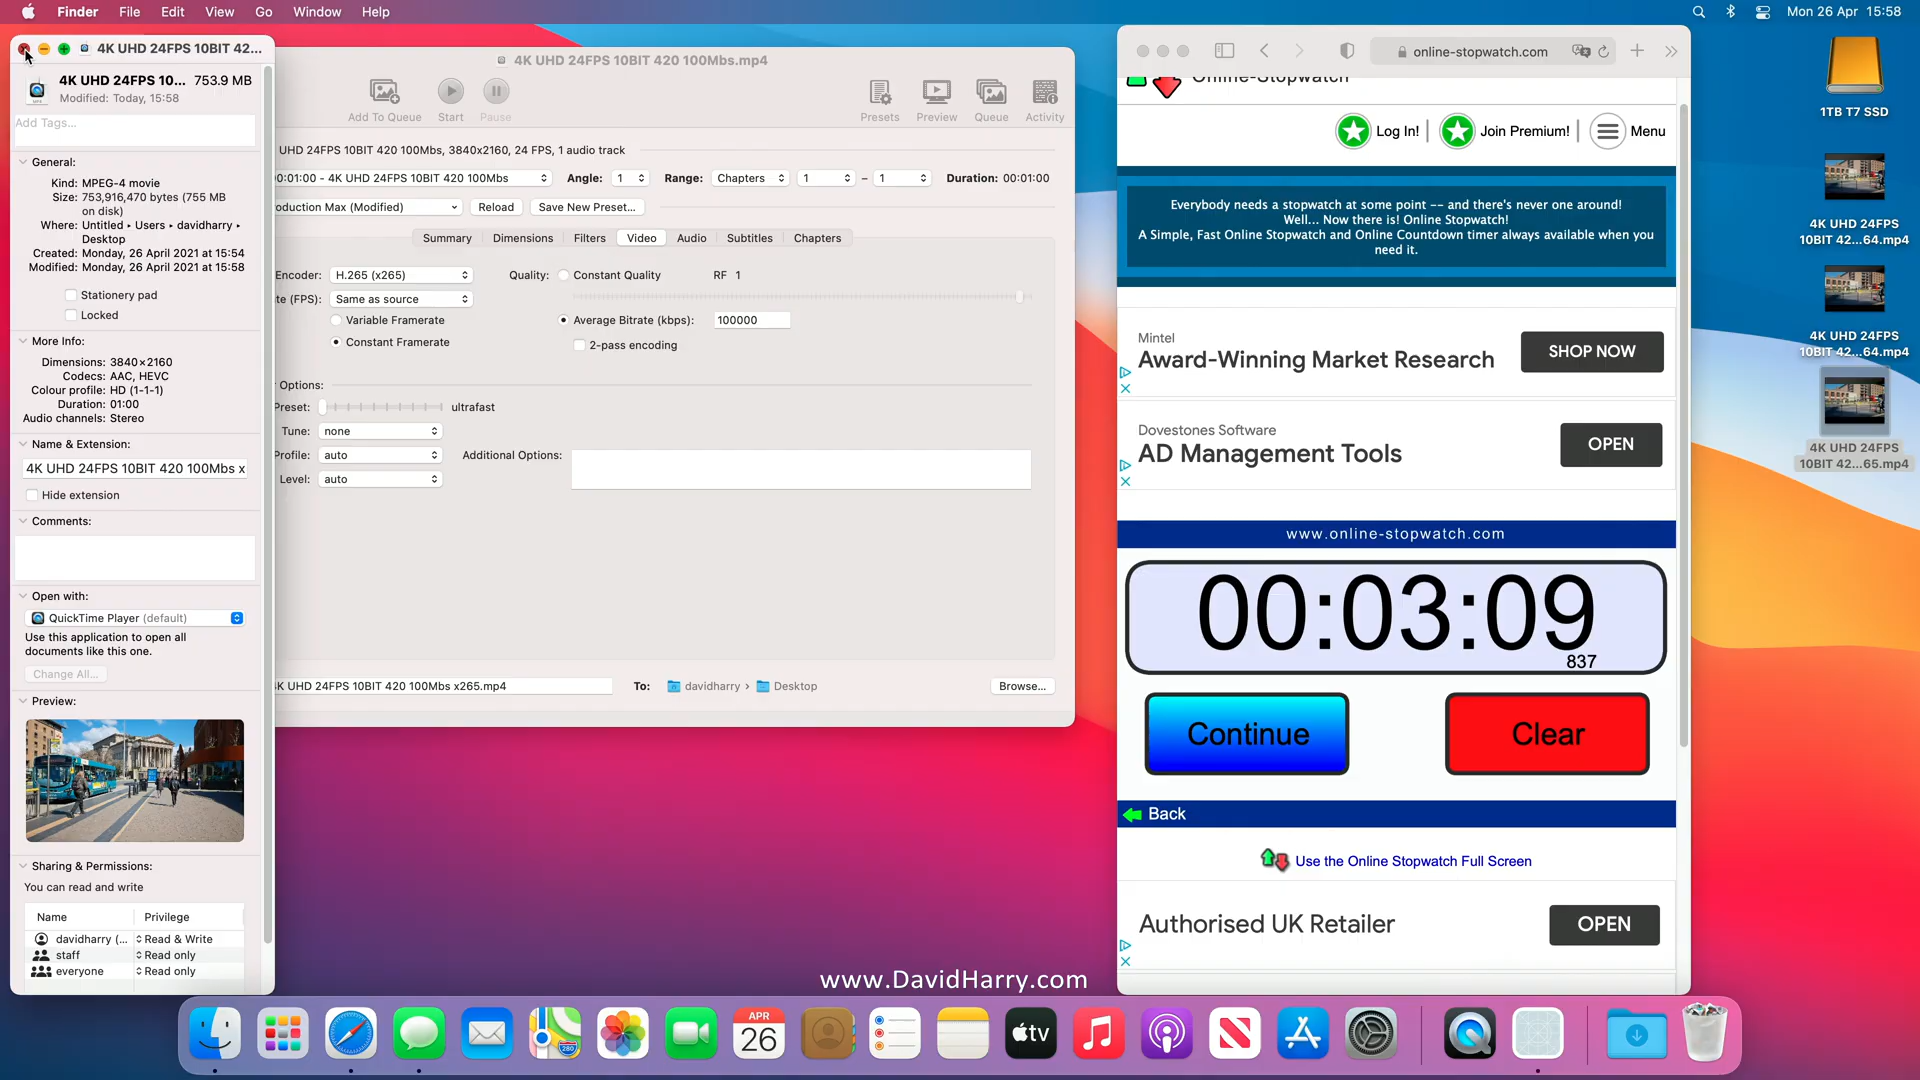 Finder File Edit View Go Window Help
Mon 26 Apr 15:58
4K UHD 24FPS 10BIT 42...
4K UHD 24FPS 10... 753.9 MB
Modified: Today, 15:58
Add Tags...
General:
Kind: MPEG-4 movie
Size: 753,916,470 bytes (755 MB
on disk)
Where: Untitled ▸ Users ▸ davidharry ▸
Desktop
Created: Monday, 26 April 2021 at 15:54
Modified: Monday, 26 April 2021 at 15:58
Stationery pad
Locked
More Info:
Dimensions: 3840×2160
Codecs: AAC, HEVC
Colour profile: HD (1-1-1)
Duration: 01:00
Audio channels: Stereo
Name & Extension:
4K UHD 24FPS 10BIT 420 100Mbs x
Hide extension
Comments:
Open with:
QuickTime Player (default)
Use this application to open all
documents like this one.
Change All...
Preview:
Sharing & Permissions:
You can read and write
Name Privilege
davidharry (... Read & Write
staff Read only
everyone Read only
4K UHD 24FPS 10BIT 420 100Mbs.mp4
Add To Queue Start Pause Presets Preview Queue Activity
UHD 24FPS 10BIT 420 100Mbs, 3840x2160, 24 FPS, 1 audio track
0:01:00 - 4K UHD 24FPS 10BIT 420 100Mbs Angle: 1 Range: Chapters 1 – 1 Duration: 00:01:00
oduction Max (Modified) Reload Save New Preset...
Summary Dimensions Filters Video Audio Subtitles Chapters
Encoder: H.265 (x265) Quality: Constant Quality RF 1
te (FPS): Same as source
Variable Framerate Average Bitrate (kbps): 100000
Constant Framerate 2-pass encoding
Options:
Preset: ultrafast
Tune: none
Profile: auto Additional Options:
Level: auto
4K UHD 24FPS 10BIT 420 100Mbs x265.mp4 To: davidharry › Desktop Browse...
online-stopwatch.com
Online-Stopwatch
Log In! | Join Premium! | Menu
Everybody needs a stopwatch at some point -- and there's never one around!
Well... Now there is! Online Stopwatch!
A Simple, Fast Online Stopwatch and Online Countdown timer always available when you
need it.
Mintel
Award-Winning Market Research SHOP NOW
Dovestones Software
AD Management Tools OPEN
www.online-stopwatch.com
00:03:09
837
Continue Clear
Back
Use the Online Stopwatch Full Screen
Authorised UK Retailer OPEN
1TB T7 SSD
4K UHD 24FPS
10BIT 42...64.mp4
4K UHD 24FPS
10BIT 42...64.mp4
4K UHD 24FPS
10BIT 42...65.mp4
www.DavidHarry.com
APR
26
tv
280